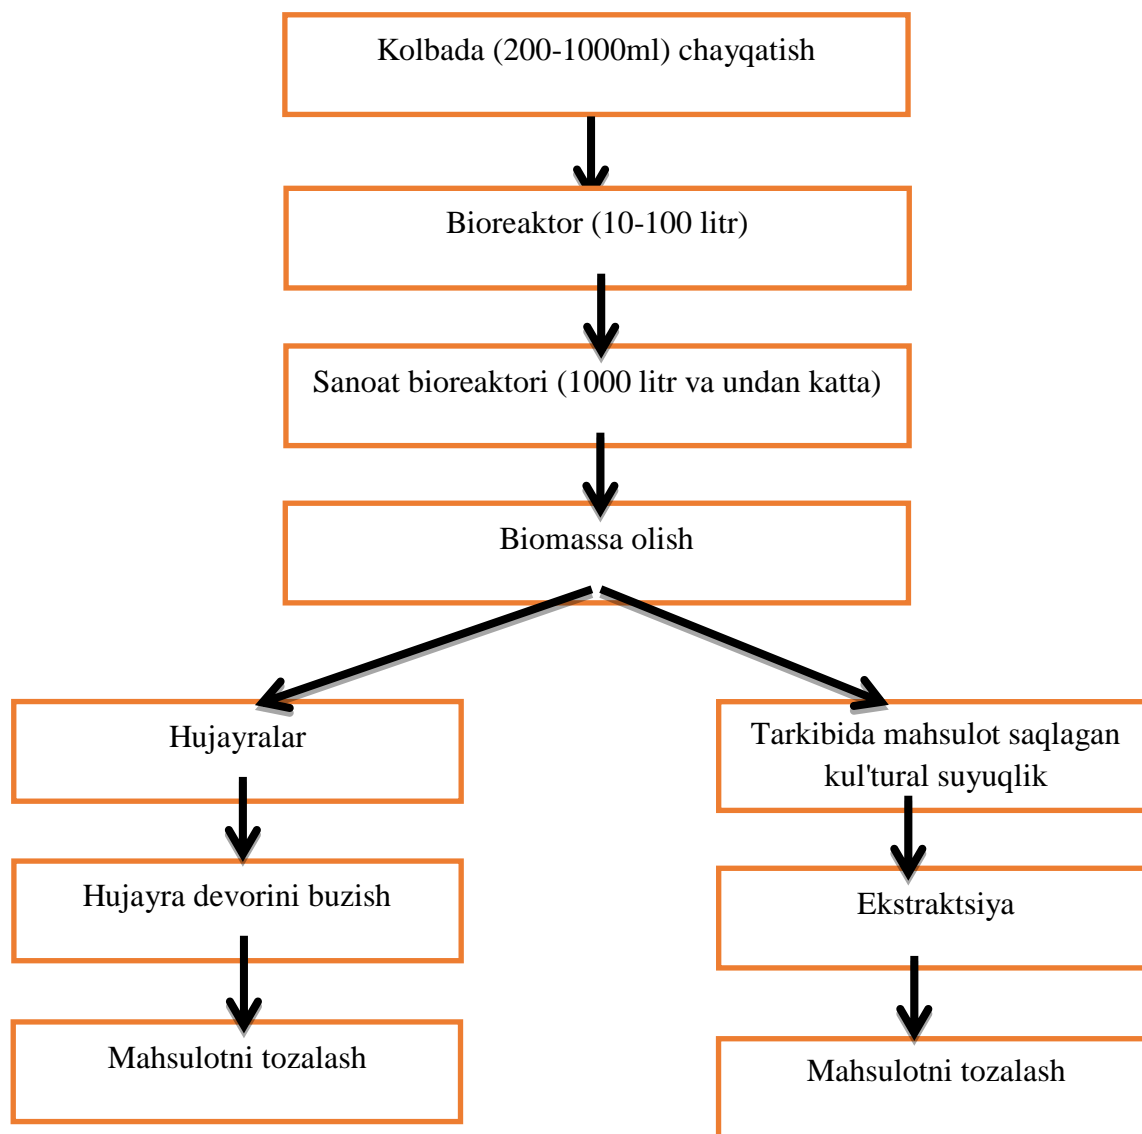 Kolbada (200-1000ml) chayqatish
Bioreaktor (10-100 litr)
Sanoat bioreaktori (1000 litr va undan katta)
Biomassa olish
Hujayralar
Hujayra devorini buzish
Mahsulotni tozalash
Tarkibida mahsulot saqlagan
kul'tural suyuqlik
Ekstraktsiya
Mahsulotni tozalash